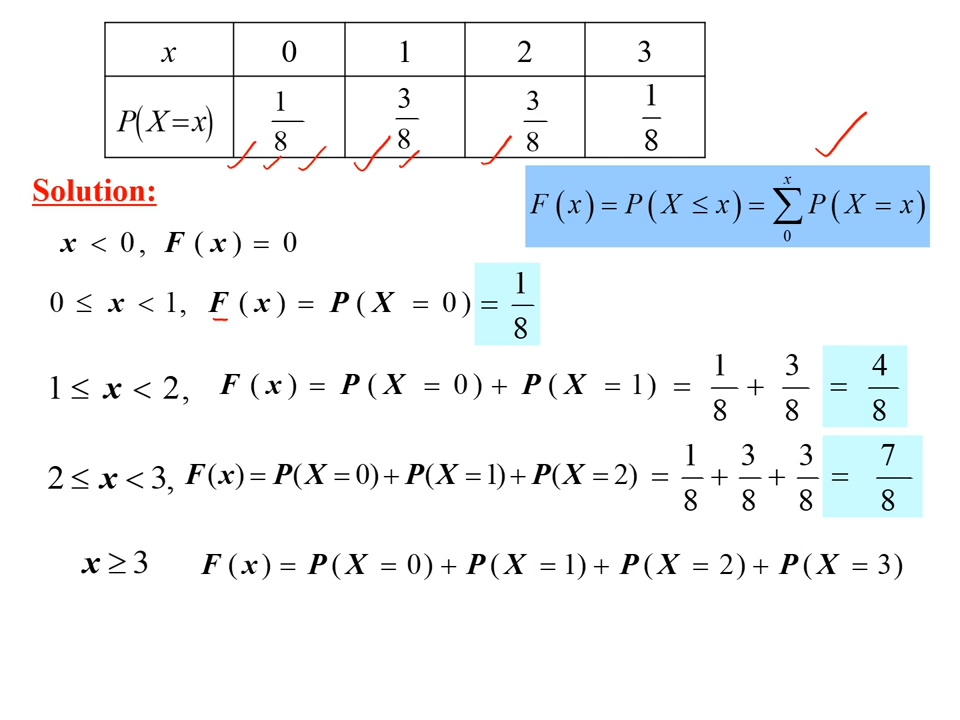 x 0 1 2 3
P(X=x) 1/8 3/8 3/8 1/8
Solution:
F(x) = P(X ≤ x) = ∑_0^x P(X = x)
x < 0, F(x) = 0
0 ≤ x < 1, F(x) = P(X = 0) = 1/8
1 ≤ x < 2, F(x) = P(X = 0) + P(X = 1) = 1/8 + 3/8 = 4/8
2 ≤ x < 3, F(x) = P(X = 0) + P(X = 1) + P(X = 2) = 1/8 + 3/8 + 3/8 = 7/8
x ≥ 3 F(x) = P(X = 0) + P(X = 1) + P(X = 2) + P(X = 3)